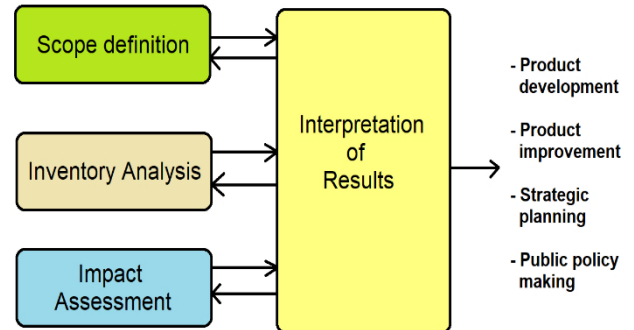 Scope definition
Inventory Analysis
Impact
Assessment
Interpretation
of
Results
- Product
development
- Product
improvement
- Strategic
planning
- Public policy
making